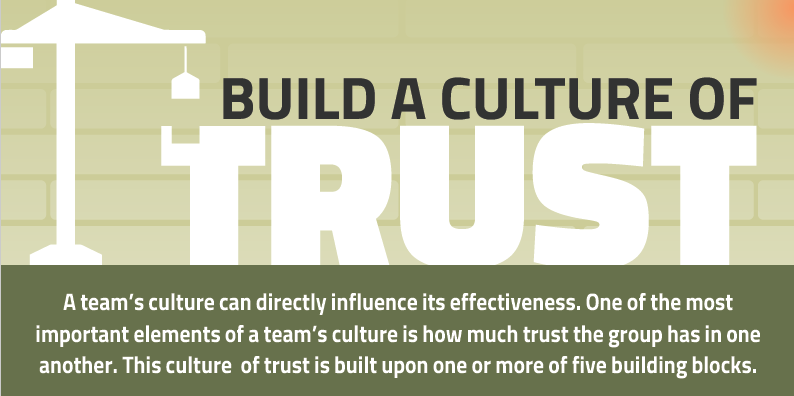 BUILD A CULTURE OF
TRUST
A team’s culture can directly influence its effectiveness. One of the most
important elements of a team’s culture is how much trust the group has in one
another. This culture  of trust is built upon one or more of five building blocks.